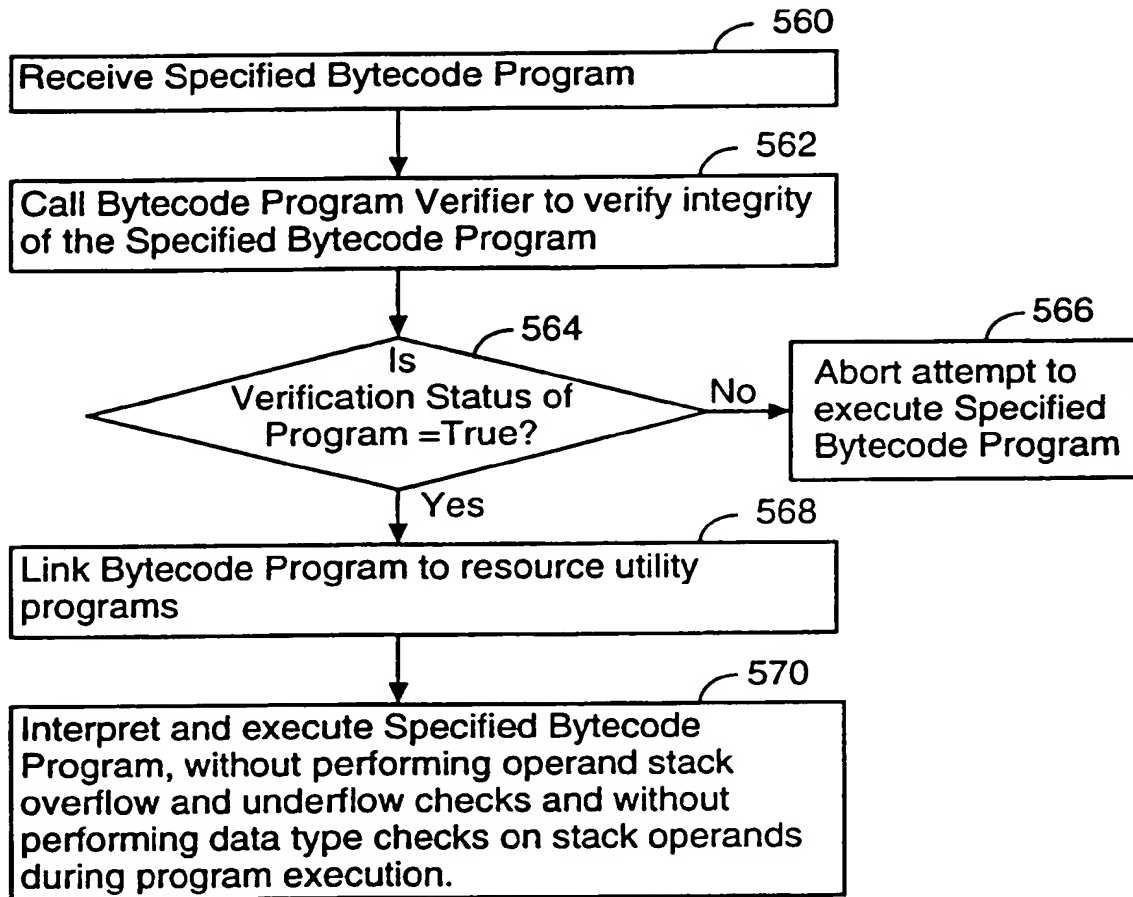 560
Receive Specified Bytecode Program
562
Call Bytecode Program Verifier to verify integrity
of the Specified Bytecode Program
564
Is
Verification Status of
Program =True?
No
566
Abort attempt to
execute Specified
Bytecode Program
Yes
568
Link Bytecode Program to resource utility
programs
570
Interpret and execute Specified Bytecode
Program, without performing operand stack
overflow and underflow checks and without
performing data type checks on stack operands
during program execution.